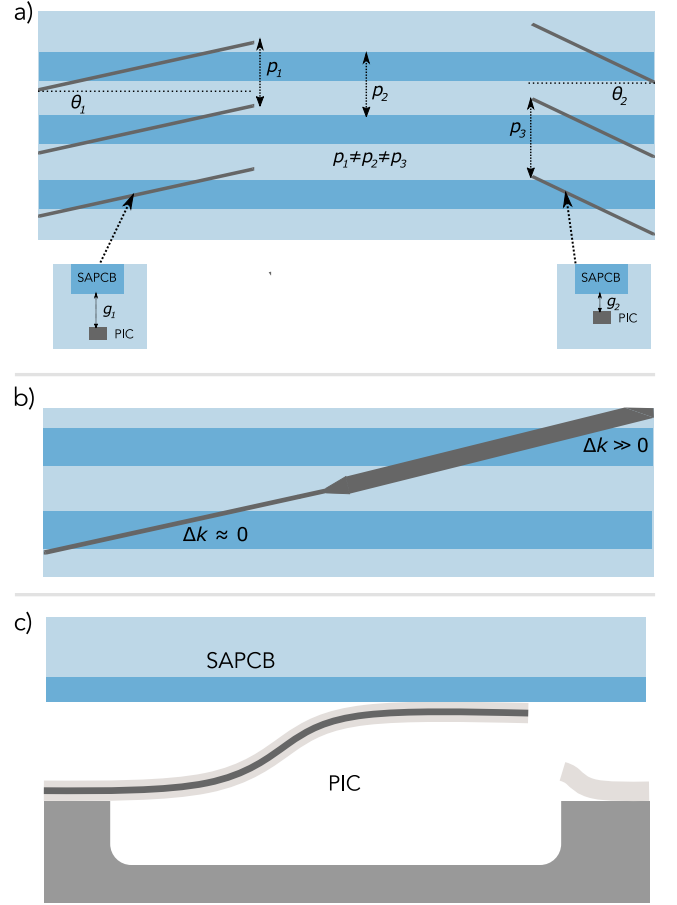 a)
p₁
p₂
θ₁
θ₂
p₃
p₁≠p₂≠p₃
SAPCB
g₁
PIC
SAPCB
g₂
PIC
b)
Δk ≫ 0
Δk ≈ 0
c)
SAPCB
PIC